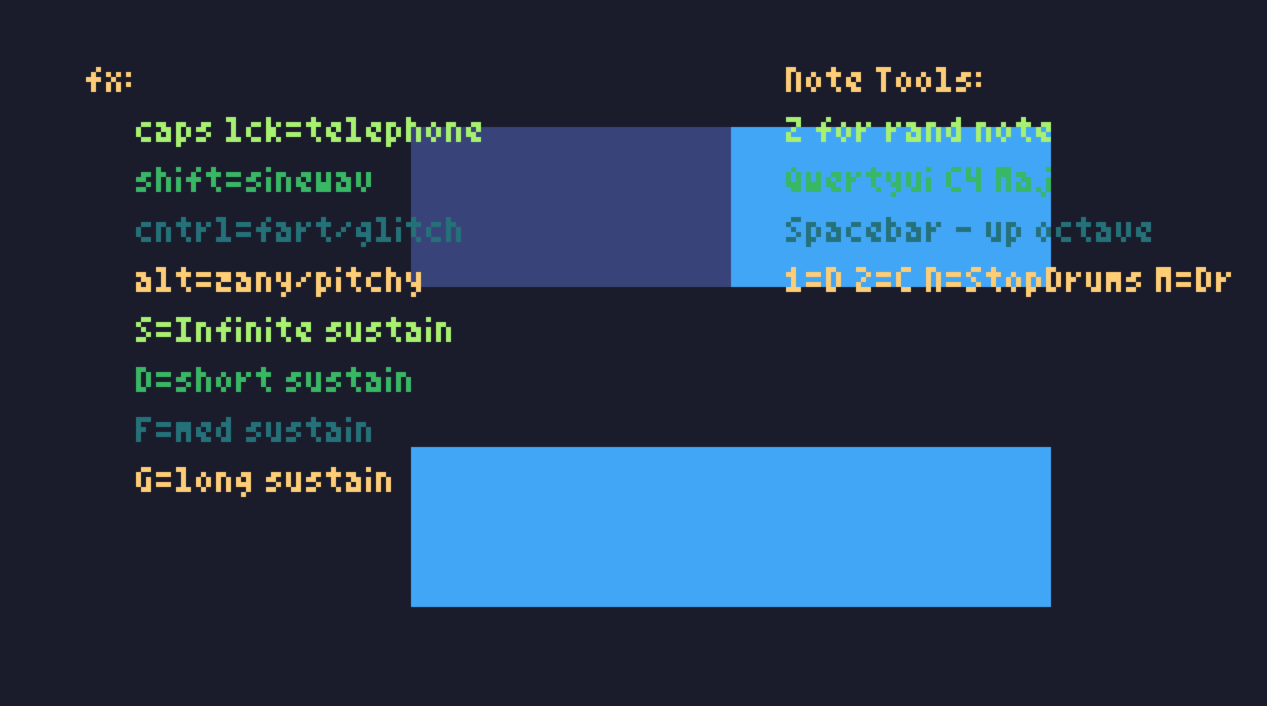 fx:
caps lck=telephone
shift=sinewav
cntrl=fart/glitch
alt=zany/pitchy
S=Infinite sustain
D=short sustain
F=med sustain
G=long sustain
Note Tools:
Z for rand note
Qwertyui C4 Maj
Spacebar - up octave
1=D 2=C N=StopDrums M=Dr